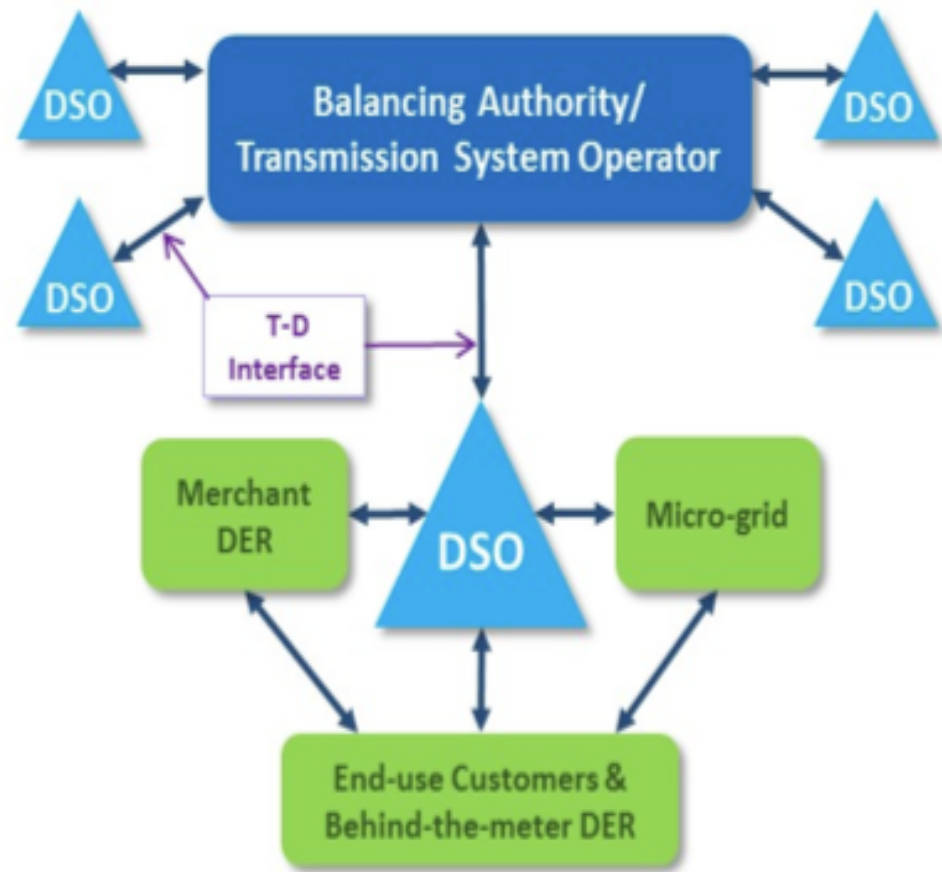 DSO
Balancing Authority/
Transmission System Operator
DSO
DSO
DSO
T-D
Interface
Merchant
DER
DSO
Micro-grid
End-use Customers &
Behind-the-meter DER